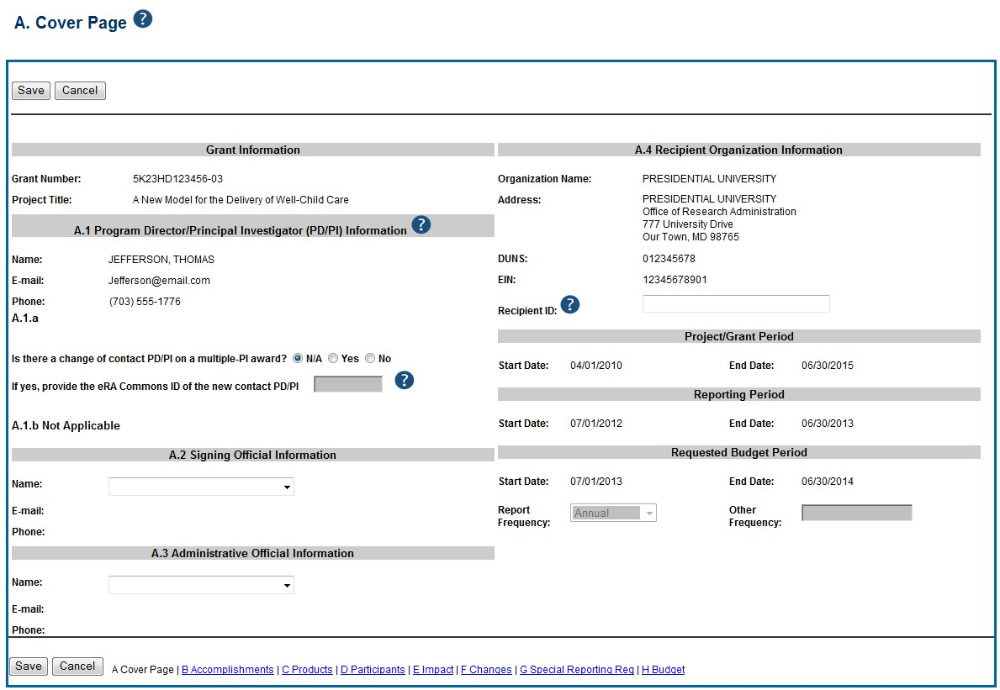 A. Cover Page ?
Save Cancel
Grant Information
Grant Number: 5K23HD123456-03
Project Title: A New Model for the Delivery of Well-Child Care
A.1 Program Director/Principal Investigator (PD/PI) Information ?
Name: JEFFERSON, THOMAS
E-mail: Jefferson@email.com
Phone: (703) 555-1776
A.1.a
Is there a change of contact PD/PI on a multiple-PI award? N/A Yes No
If yes, provide the eRA Commons ID of the new contact PD/PI ?
A.1.b Not Applicable
A.2 Signing Official Information
Name:
E-mail:
Phone:
A.3 Administrative Official Information
Name:
E-mail:
Phone:
A.4 Recipient Organization Information
Organization Name: PRESIDENTIAL UNIVERSITY
Address: PRESIDENTIAL UNIVERSITY
Office of Research Administration
777 University Drive
Our Town, MD 98765
DUNS: 012345678
EIN: 12345678901
Recipient ID: ?
Project/Grant Period
Start Date: 04/01/2010 End Date: 06/30/2015
Reporting Period
Start Date: 07/01/2012 End Date: 06/30/2013
Requested Budget Period
Start Date: 07/01/2013 End Date: 06/30/2014
Report Frequency: Annual Other Frequency:
Save Cancel A Cover Page | B Accomplishments | C Products | D Participants | E Impact | F Changes | G Special Reporting Req | H Budget